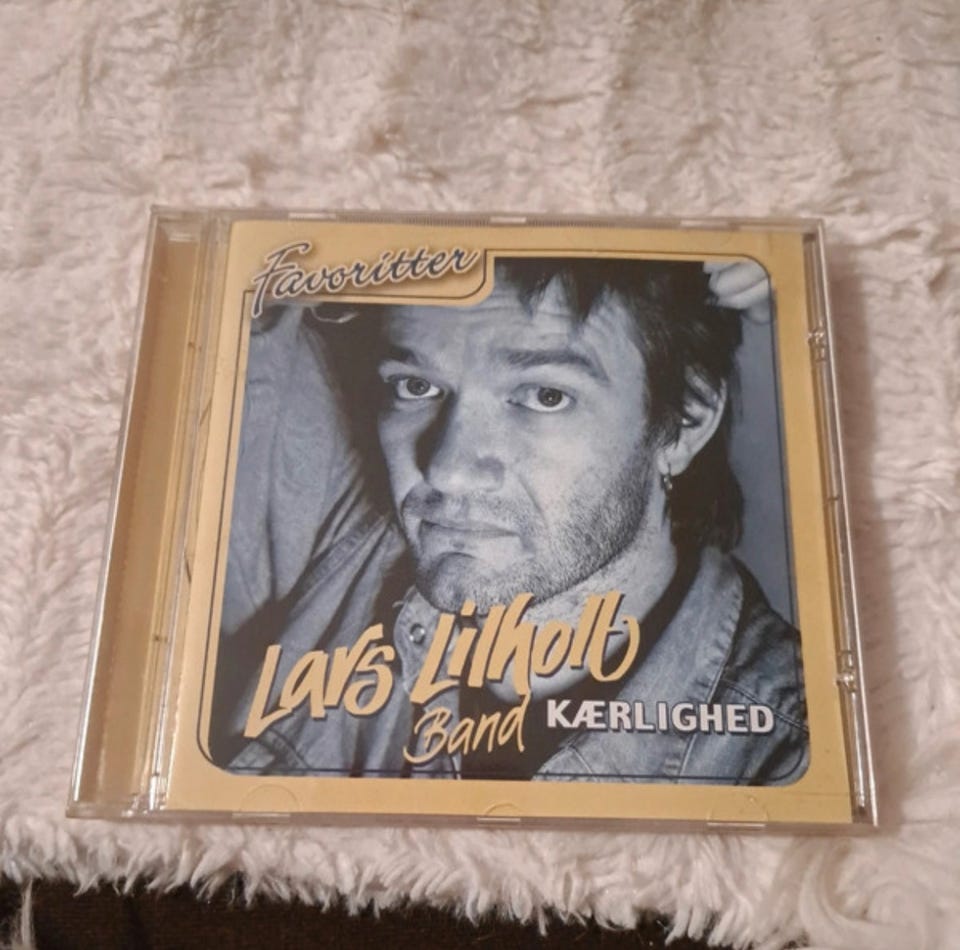 Favoritter
Lars Lilholt
Band KÆRLIGHED